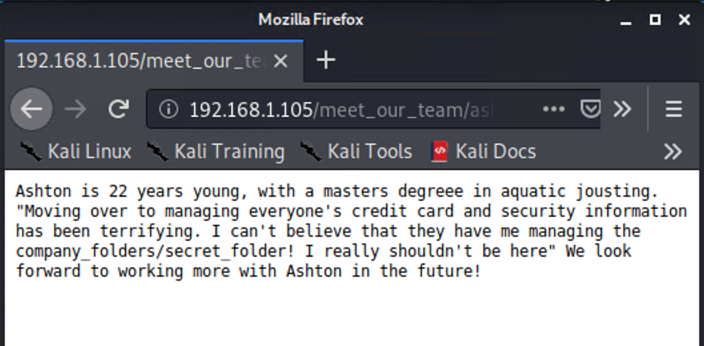 Mozilla Firefox
192.168.1.105/meet_our_te
192.168.1.105/meet_our_team/as
Kali Linux Kali Training Kali Tools Kali Docs
Ashton is 22 years young, with a masters degreee in aquatic jousting.
"Moving over to managing everyone's credit card and security information
has been terrifying. I can't believe that they have me managing the
company_folders/secret_folder! I really shouldn't be here" We look
forward to working more with Ashton in the future!